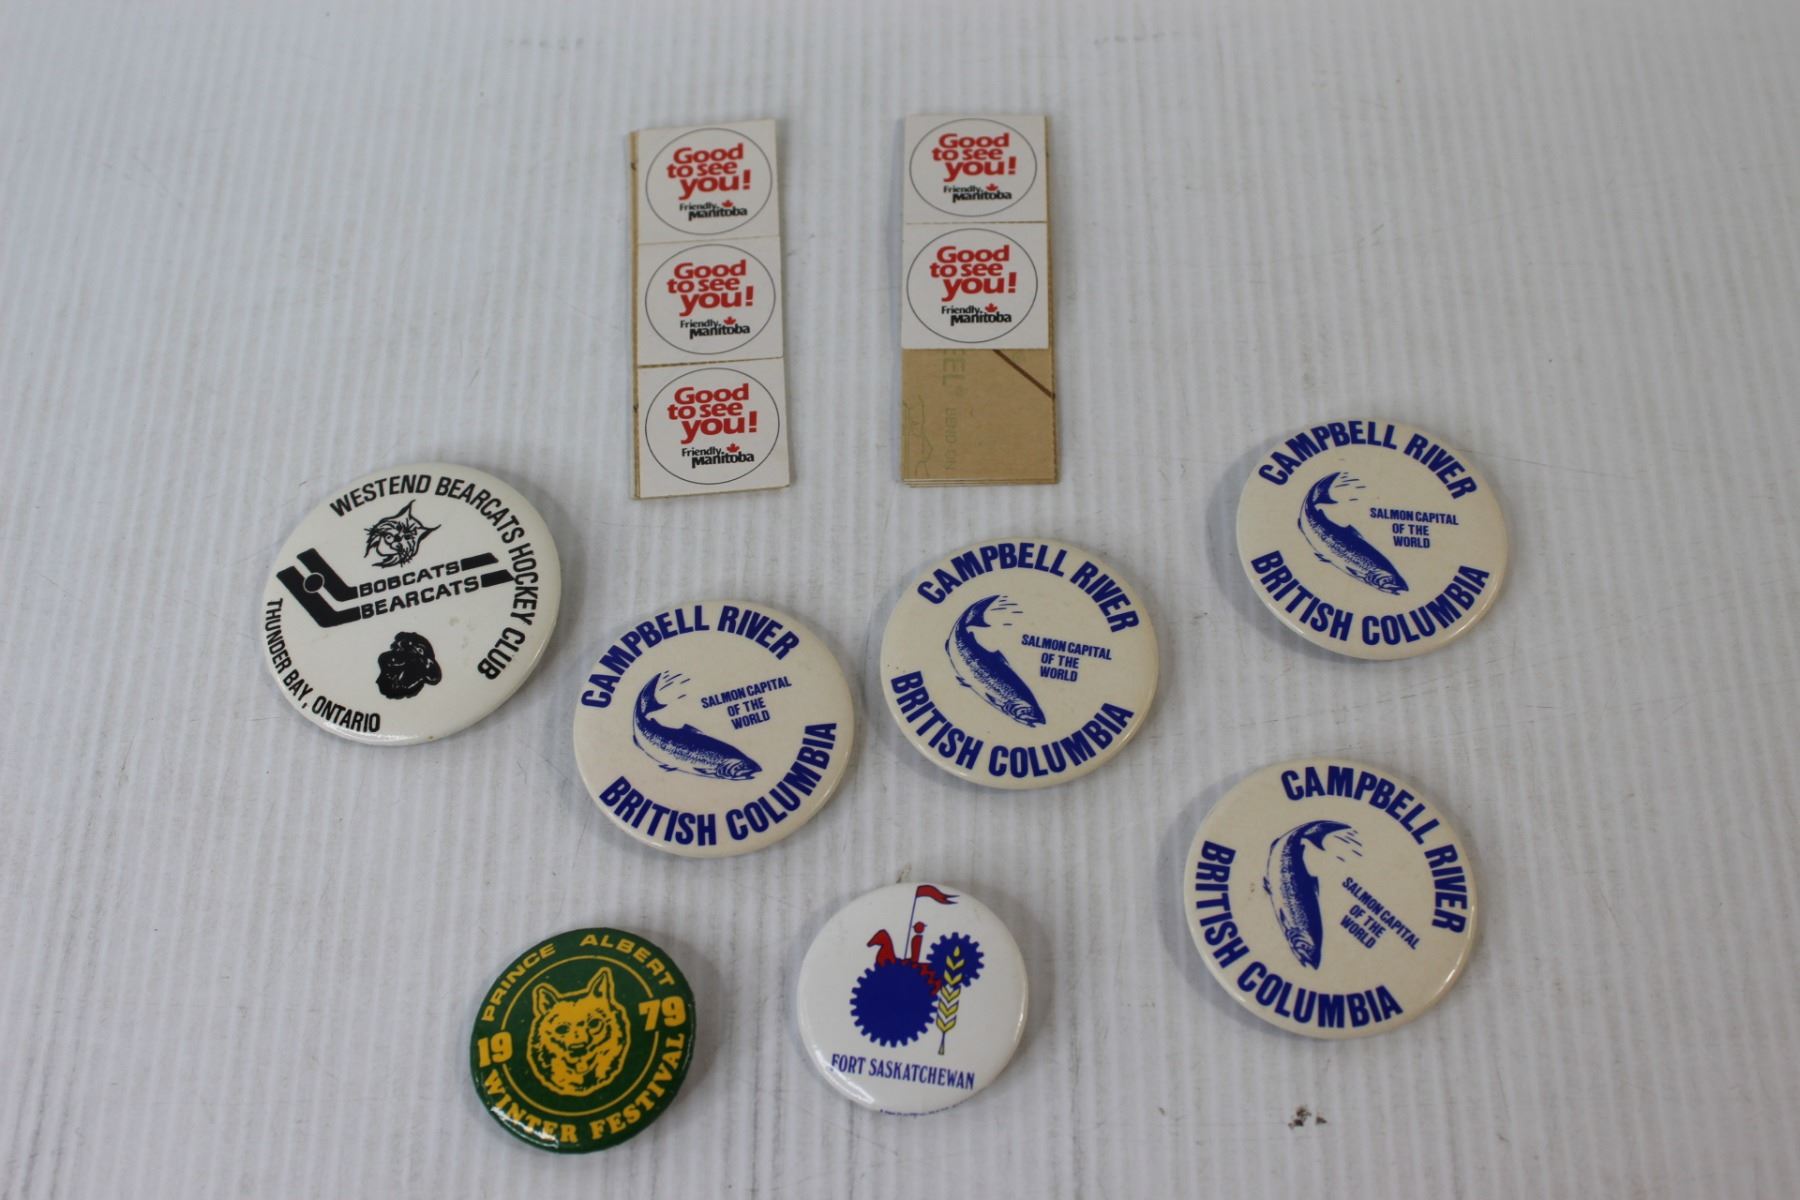 Good
to see
you!
Friendly
Manitoba
Good
to see
you!
Friendly
Manitoba
Good
to see
you!
Friendly
Manitoba
Good
to see
you!
Friendly
Manitoba
Good
to see
you!
Friendly
Manitoba
WESTEND BEARCATS HOCKEY CLUB
BOBCATS
BEARCATS
THUNDER BAY, ONTARIO
CAMPBELL RIVER
SALMON CAPITAL
OF THE
WORLD
BRITISH COLUMBIA
CAMPBELL RIVER
SALMON CAPITAL
OF THE
WORLD
BRITISH COLUMBIA
CAMPBELL RIVER
SALMON CAPITAL
OF THE
WORLD
BRITISH COLUMBIA
CAMPBELL RIVER
SALMON CAPITAL
OF THE
WORLD
BRITISH COLUMBIA
PRINCE ALBERT
1979
WINTER FESTIVAL
FORT SASKATCHEWAN